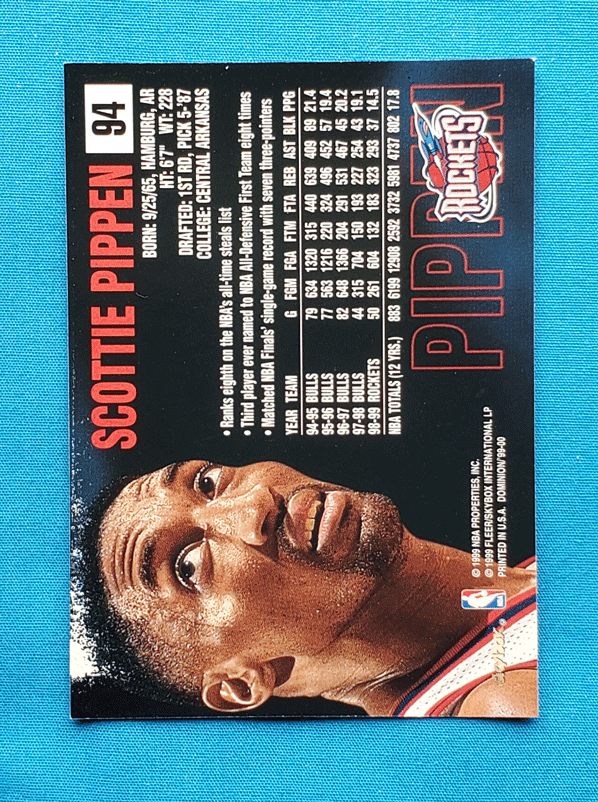 SCOTTIE PIPPEN 94
BORN: 9/25/65, HAMBURG, AR
HT: 6'7" WT: 228
DRAFTED: 1ST RD, PICK 5-'87
COLLEGE: CENTRAL ARKANSAS
• Ranks eighth on the NBA's all-time steals list
• Third player ever named to NBA All-Defensive First Team eight times
• Matched NBA Finals' single-game record with seven three-pointers
YEAR TEAM G FGM FGA FTM FTA REB AST BLK PPG
94-95 BULLS 79 634 1320 315 440 639 409 89 21.4
95-96 BULLS 77 563 1216 220 324 496 452 57 19.4
96-97 BULLS 82 648 1366 204 291 531 467 45 20.2
97-98 BULLS 44 315 704 150 193 227 254 43 19.1
98-99 ROCKETS 50 261 604 132 183 323 293 37 14.5
NBA TOTALS (12 YRS.) 883 6199 12908 2592 3732 5981 4737 802 17.8
PIPPEN
ROCKETS
© 1999 NBA PROPERTIES, INC.
© 1999 FLEER/SKYBOX INTERNATIONAL LP
PRINTED IN U.S.A. DOMINION/'99-00